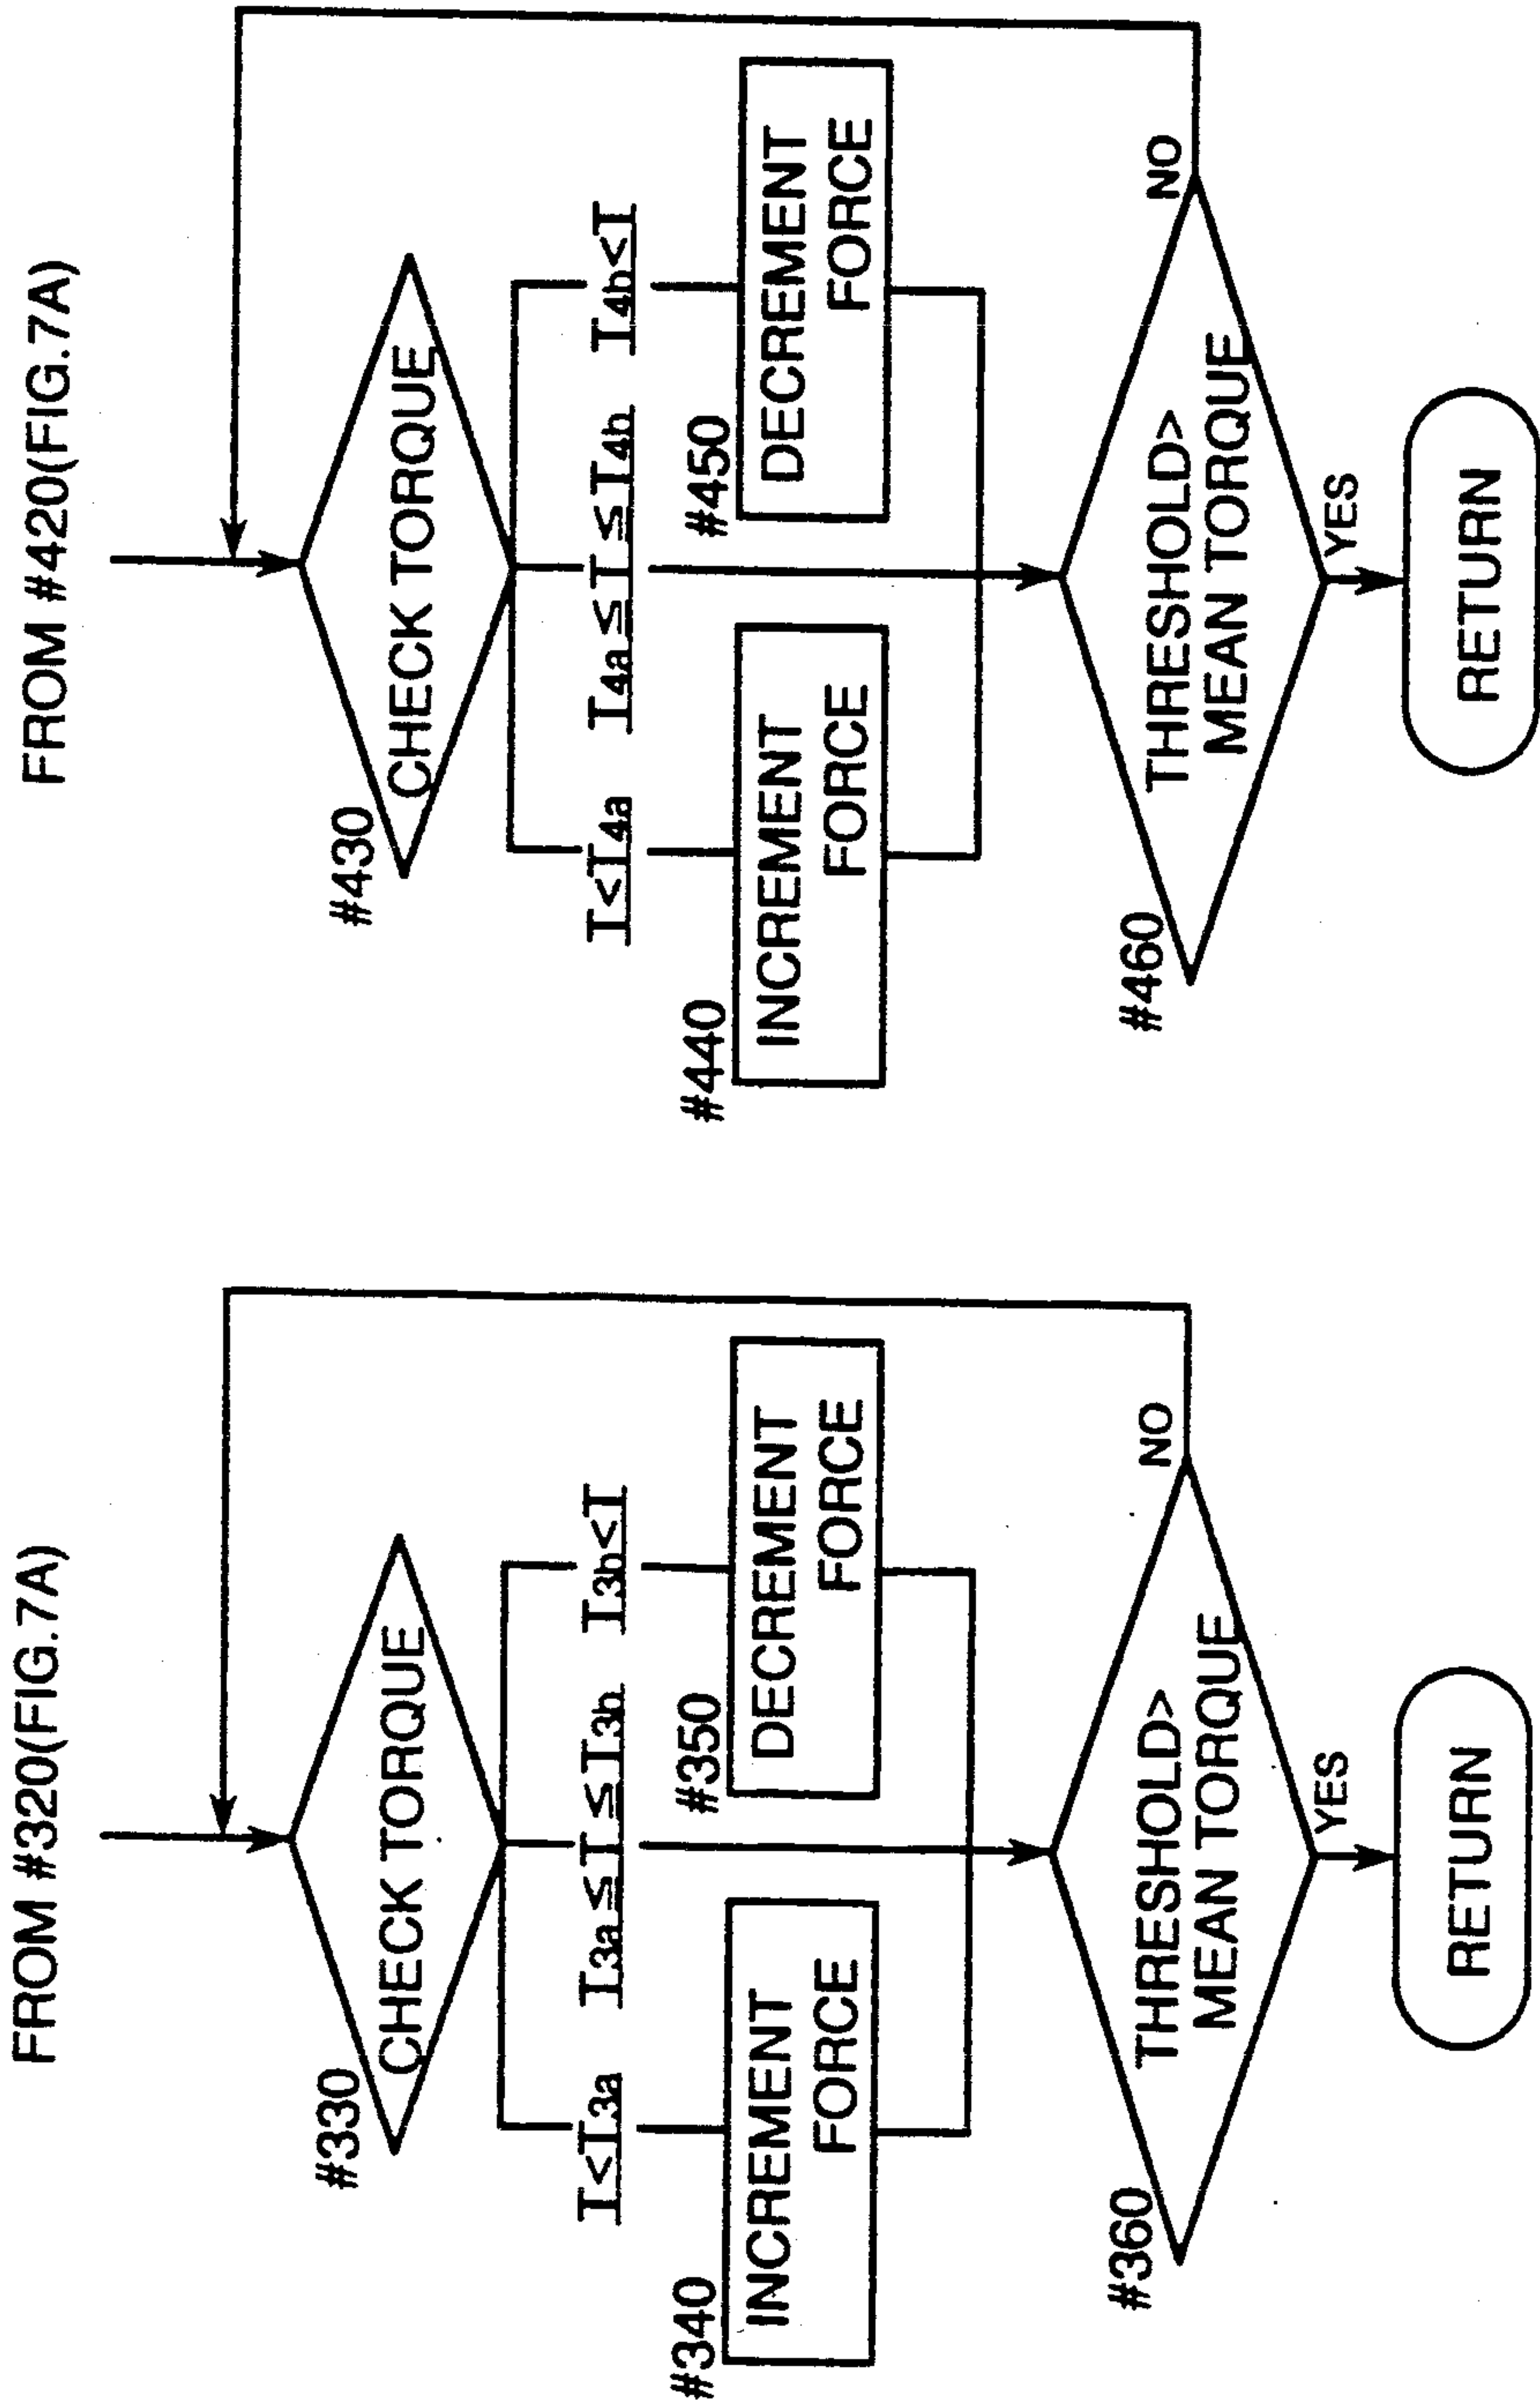 FROM #320(FIG.7A)
#330
CHECK TORQUE
I<I3a
I3a≤I≤I3b
I3b<I
#340
INCREMENT
FORCE
#350
DECREMENT
FORCE
#360
THRESHOLD>
MEAN TORQUE
NO
YES
RETURN
FROM #420(FIG.7A)
#430
CHECK TORQUE
I<I4a
I4a≤I≤I4b
I4b<I
#440
INCREMENT
FORCE
#450
DECREMENT
FORCE
#460
THRESHOLD>
MEAN TORQUE
NO
YES
RETURN